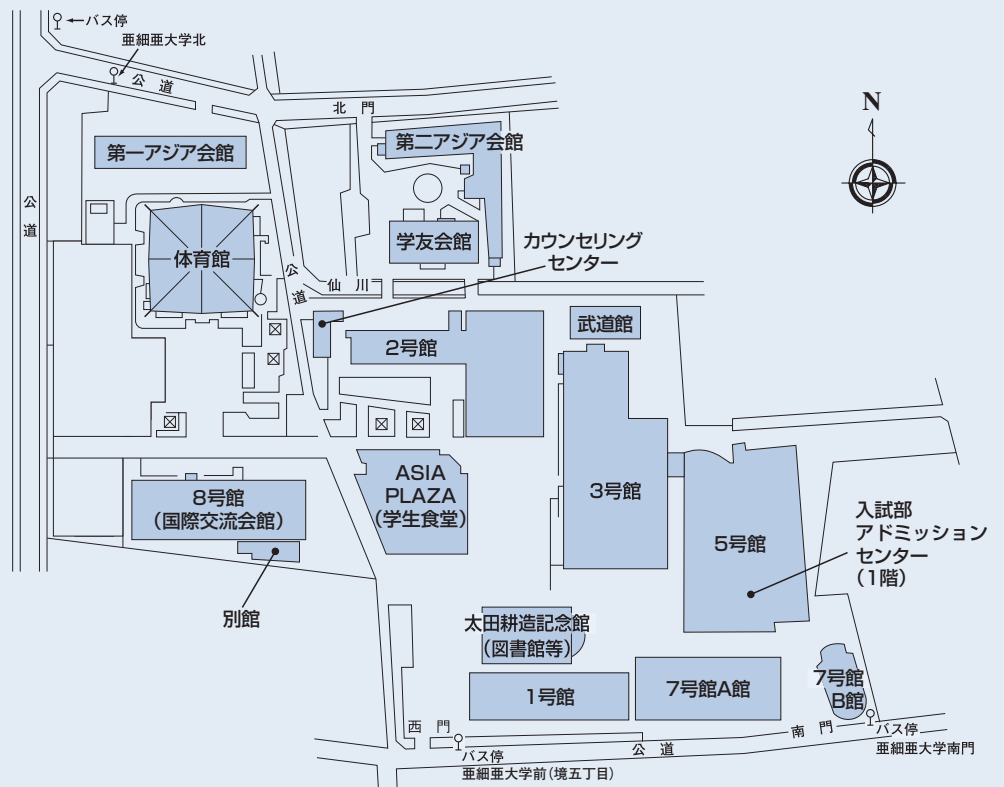 バス停
亜細亜大学北
公道
北門
N
第一アジア会館
第二アジア会館
公道
体育館
学友会館
カウンセリング
センター
公道
仙川
武道館
2号館
ASIA
PLAZA
(学生食堂)
3号館
8号館
(国際交流会館)
5号館
入試部
アドミッション
センター
(1階)
別館
太田耕造記念館
(図書館等)
1号館
7号館A館
7号館
B館
西門
南門
公道
バス停
亜細亜大学前(境五丁目)
バス停
亜細亜大学南門